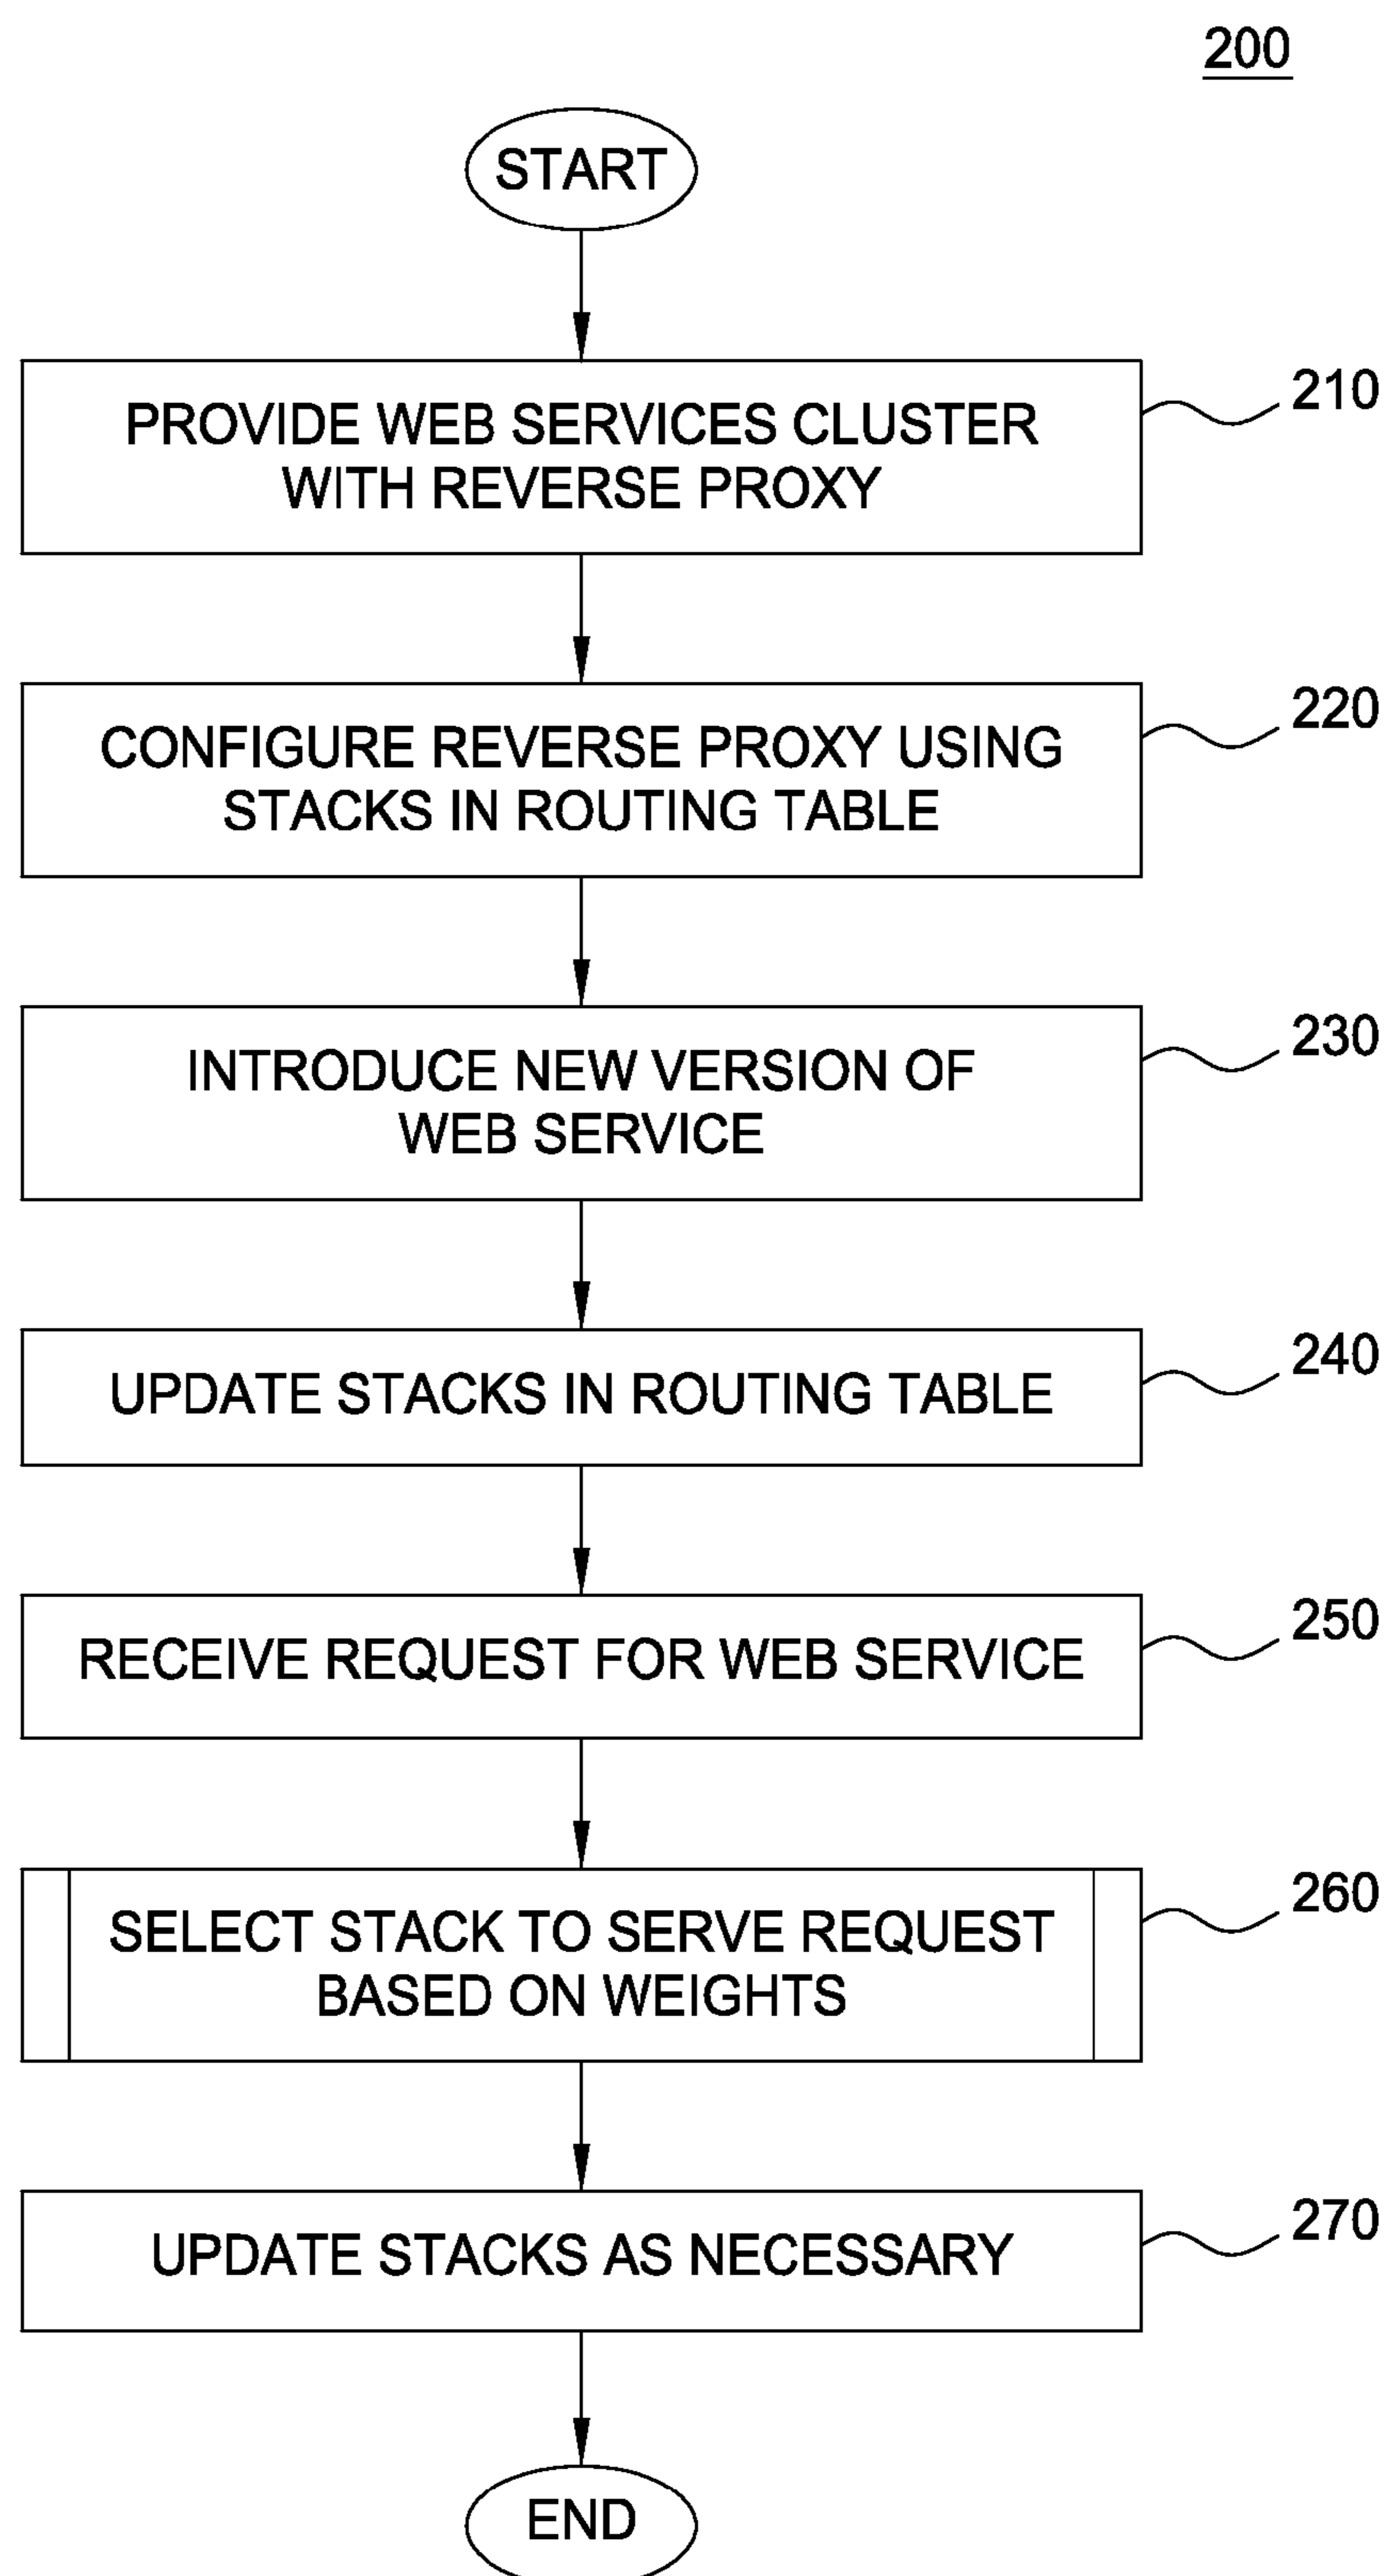 200
START
PROVIDE WEB SERVICES CLUSTER
WITH REVERSE PROXY
210
CONFIGURE REVERSE PROXY USING
STACKS IN ROUTING TABLE
220
INTRODUCE NEW VERSION OF
WEB SERVICE
230
UPDATE STACKS IN ROUTING TABLE
240
RECEIVE REQUEST FOR WEB SERVICE
250
SELECT STACK TO SERVE REQUEST
BASED ON WEIGHTS
260
UPDATE STACKS AS NECESSARY
270
END